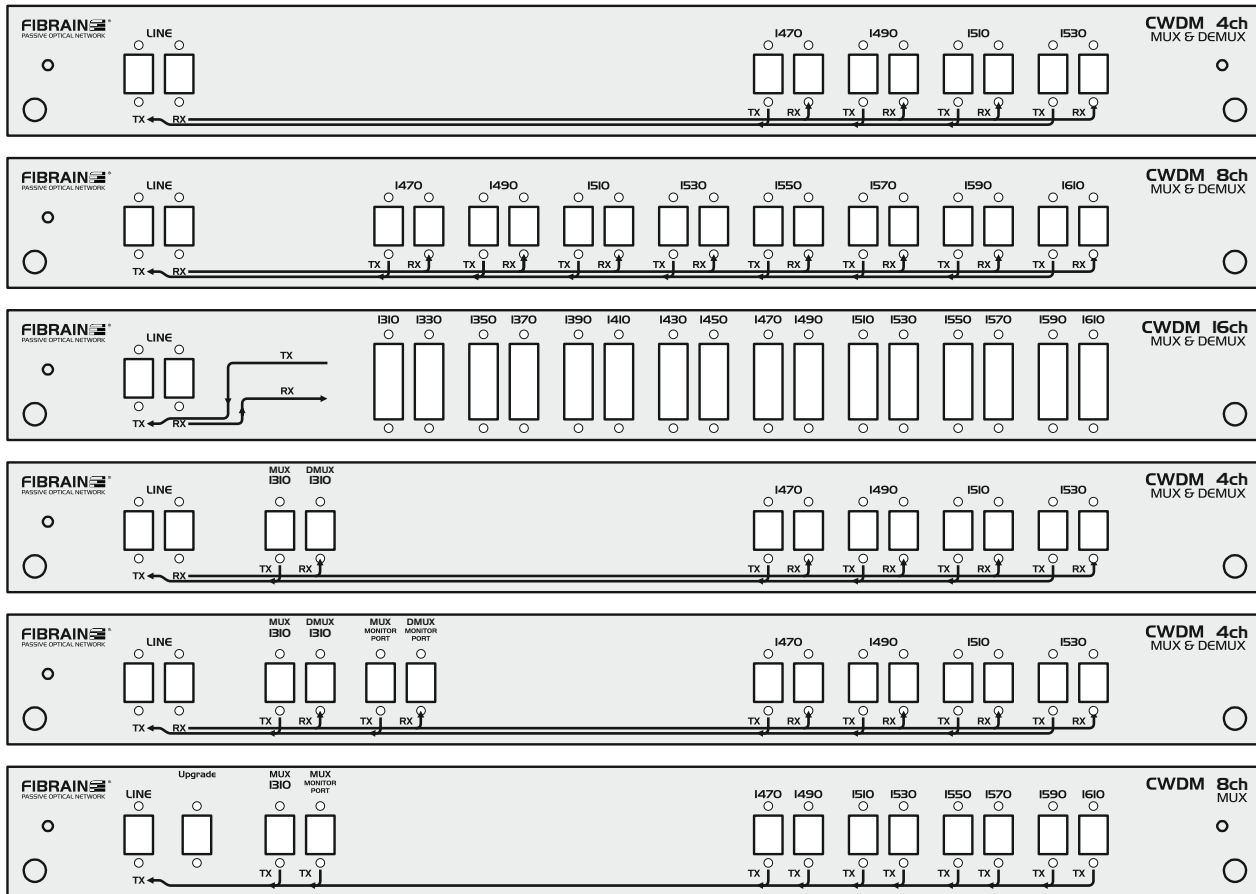 FIBRAIN
PASSIVE OPTICAL NETWORK
LINE
1470 1490 1510 1530
CWDM 4ch
MUX & DEMUX
TX RX TX RX TX RX TX RX TX RX
FIBRAIN
PASSIVE OPTICAL NETWORK
LINE
1470 1490 1510 1530 1550 1570 1590 1610
CWDM 8ch
MUX & DEMUX
TX RX TX RX TX RX TX RX TX RX TX RX TX RX TX RX TX RX
FIBRAIN
PASSIVE OPTICAL NETWORK
LINE
1310 1330 1350 1370 1390 1410 1430 1450 1470 1490 1510 1530 1550 1570 1590 1610
CWDM 16ch
MUX & DEMUX
TX
RX
TX RX
FIBRAIN
PASSIVE OPTICAL NETWORK
LINE
MUX DMUX
1310 1310
1470 1490 1510 1530
CWDM 4ch
MUX & DEMUX
TX RX TX RX TX RX TX RX TX RX TX RX
FIBRAIN
PASSIVE OPTICAL NETWORK
LINE
MUX DMUX
1310 1310
MUX DMUX
MONITOR MONITOR
PORT PORT
1470 1490 1510 1530
CWDM 4ch
MUX & DEMUX
TX RX TX RX TX RX TX RX TX RX TX RX TX RX
FIBRAIN
PASSIVE OPTICAL NETWORK
LINE
Upgrade
MUX
1310
MUX
MONITOR
PORT
1470 1490 1510 1530 1550 1570 1590 1610
CWDM 8ch
MUX
TX TX TX TX TX TX TX TX TX TX TX